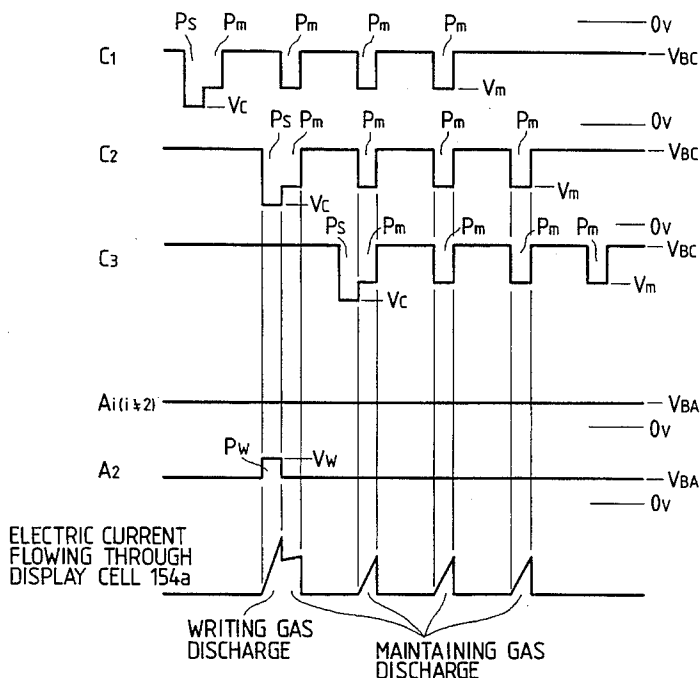 Ps Pm Pm Pm Pm 0V
C1 VBC
Vc Vm
Ps Pm Pm Pm Pm 0V
C2 VBC
Vc Vm
Ps Pm Pm Pm Pm 0V
C3 VBC
Vc Vm
Ai(i≠2) VBA
0V
Pw Vw
A2 VBA
0V
ELECTRIC CURRENT
FLOWING THROUGH
DISPLAY CELL 154a
WRITING GAS
DISCHARGE
MAINTAINING GAS
DISCHARGE